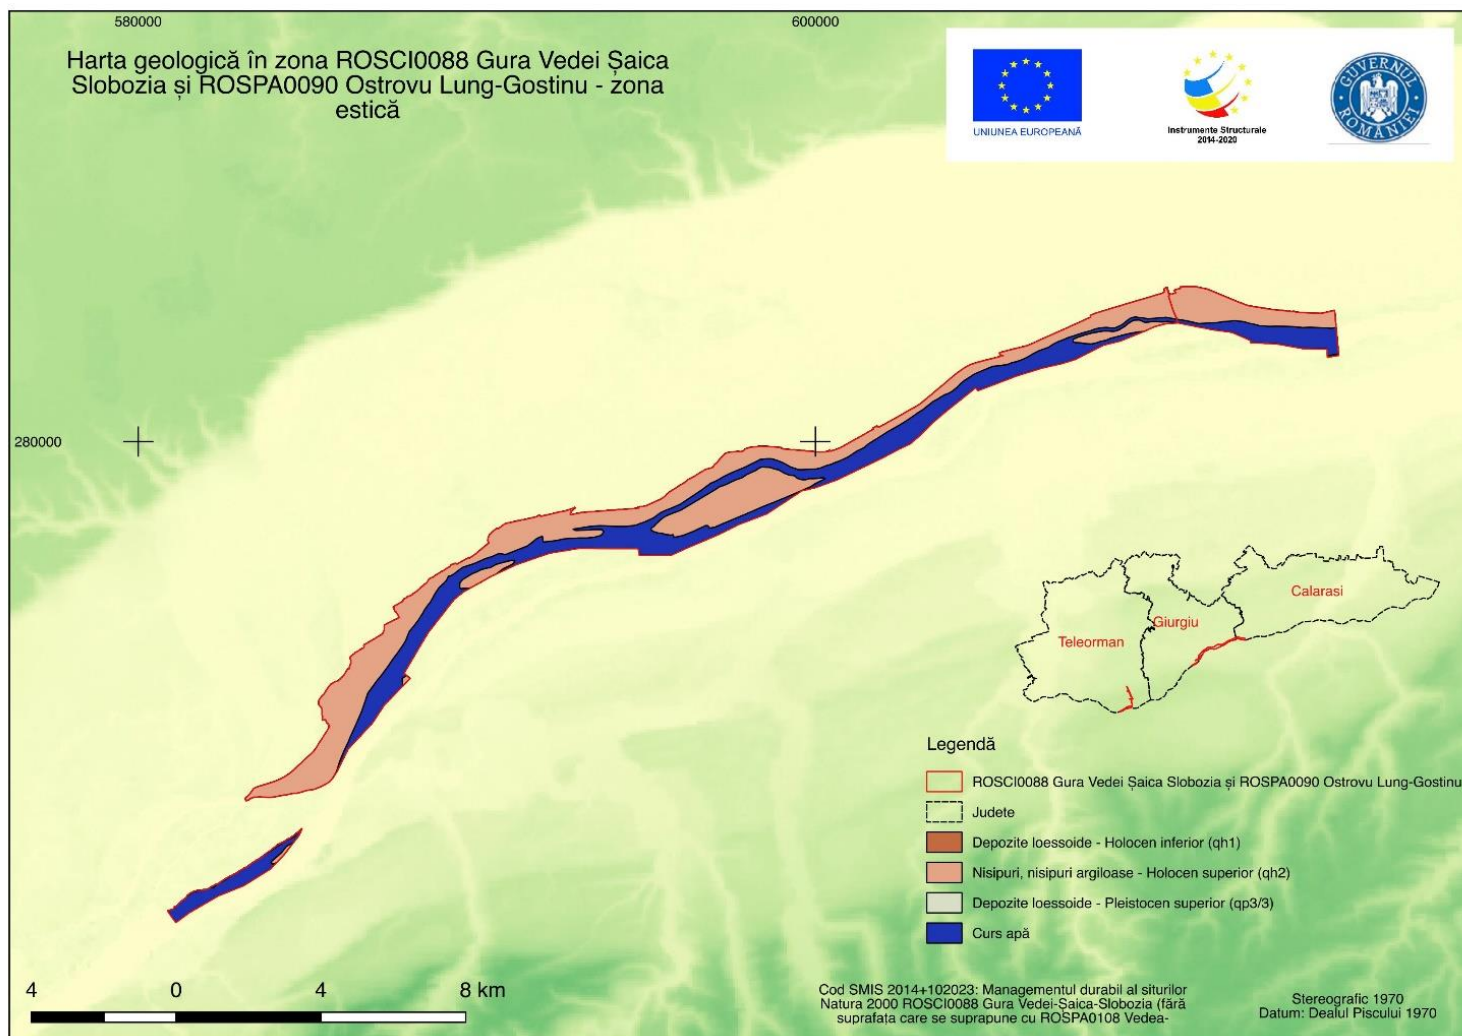 580000
600000
Harta geologică în zona ROSCI0088 Gura Vedei Șaica
Slobozia și ROSPA0090 Ostrovu Lung-Gostinu - zona
estică
UNIUNEA EUROPEANĂ
Instrumente Structurale
2014-2020
GUVERNUL
ROMÂNIEI
280000
Calarasi
Giurgiu
Teleorman
Legendă
ROSCI0088 Gura Vedei Șaica Slobozia și ROSPA0090 Ostrovu Lung-Gostinu
Judete
Depozite loessoide - Holocen inferior (qh1)
Nisipuri, nisipuri argiloase - Holocen superior (qh2)
Depozite loessoide - Pleistocen superior (qp3/3)
Curs apă
4 0 4 8 km
Cod SMIS 2014+102023: Managementul durabil al siturilor
Natura 2000 ROSCI0088 Gura Vedei-Șaica-Slobozia (fără
suprafața care se suprapune cu ROSPA0108 Vedea-
Stereografic 1970
Datum: Dealul Piscului 1970